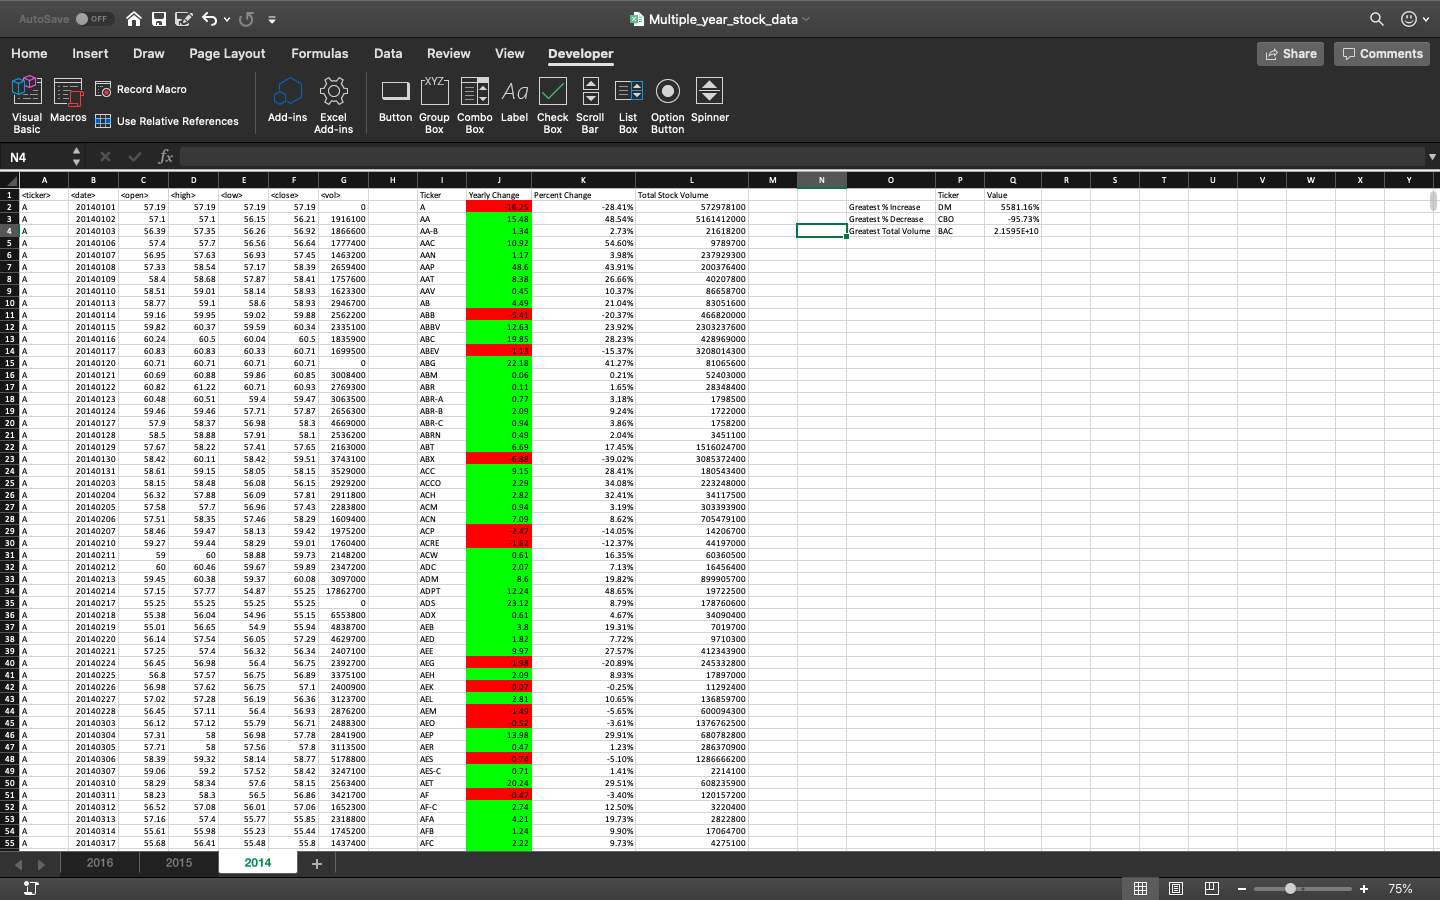 AutoSave OFF Multiple_year_stock_data
Home Insert Draw Page Layout Formulas Data Review View Developer Share Comments
Visual Basic Macros Record Macro Use Relative References Add-ins Excel Add-ins Button Group Box Combo Box Label Check Box Scroll Bar List Box Option Button Spinner
N4 fx
A B C D E F G H I J K L M N O P Q R S T U V W X Y
1 <ticker> <date> <open> <high> <low> <close> <vol> Ticker Yearly Change Percent Change Total Stock Volume Ticker Value
2 A 20140101 57.19 57.19 57.19 57.19 0 A -16.25 -28.41% 572978100 Greatest % Increase DM 5581.16%
3 A 20140102 57.1 57.1 56.15 56.21 1916100 AA 15.48 48.54% 5161412000 Greatest % Decrease CBO -95.73%
4 A 20140103 56.39 57.35 56.26 56.92 1866600 AA-B 1.34 2.73% 21618200 Greatest Total Volume BAC 2.1595E+10
5 A 20140106 57.4 57.7 56.56 56.64 1777400 AAC 10.92 54.60% 9789700
6 A 20140107 56.95 57.63 56.93 57.45 1463200 AAN 1.17 3.98% 237929300
7 A 20140108 57.33 58.54 57.17 58.39 2659400 AAP 48.6 43.91% 200376400
8 A 20140109 58.4 58.68 57.87 58.41 1757600 AAT 8.38 26.66% 40207800
9 A 20140110 58.51 59.01 58.14 58.93 1623300 AAV 0.45 10.37% 86658700
10 A 20140113 58.77 59.1 58.6 58.93 2946700 AB 4.49 21.04% 83051600
11 A 20140114 59.16 59.95 59.02 59.88 2562200 ABB -5.41 -20.37% 466820000
12 A 20140115 59.82 60.37 59.59 60.34 2335100 ABBV 12.63 23.92% 2303237600
13 A 20140116 60.24 60.5 60.04 60.5 1835900 ABC 19.85 28.23% 428969000
14 A 20140117 60.83 60.83 60.33 60.71 1699500 ABEV -1.13 -15.37% 3208014300
15 A 20140120 60.71 60.71 60.71 60.71 0 ABG 22.18 41.27% 81065600
16 A 20140121 60.69 60.88 59.86 60.85 3008400 ABM 0.06 0.21% 52403000
17 A 20140122 60.82 61.22 60.71 60.93 2769300 ABR 0.11 1.65% 28348400
18 A 20140123 60.48 60.51 59.4 59.47 3063500 ABR-A 0.77 3.18% 1798500
19 A 20140124 59.46 59.46 57.71 57.87 2656300 ABR-B 2.09 9.24% 1722000
20 A 20140127 57.9 58.37 56.98 58.3 4669000 ABR-C 0.94 3.86% 1758200
21 A 20140128 58.5 58.88 57.91 58.1 2536200 ABRN 0.49 2.04% 3451100
22 A 20140129 57.67 58.22 57.41 57.65 2163000 ABT 6.69 17.45% 1516024700
23 A 20140130 58.42 60.11 58.42 59.51 3743100 ABX -6.88 -39.02% 3085372400
24 A 20140131 58.61 59.15 58.05 58.15 3529000 ACC 9.15 28.41% 180543400
25 A 20140203 58.15 58.48 56.08 56.15 2929200 ACCO 2.29 34.08% 223248000
26 A 20140204 56.32 57.88 56.09 57.81 2911800 ACH 2.82 32.41% 34117500
27 A 20140205 57.58 57.7 56.96 57.43 2283800 ACM 0.94 3.19% 303393900
28 A 20140206 57.51 58.35 57.46 58.29 1609400 ACN 7.09 8.62% 705479100
29 A 20140207 58.46 59.47 58.13 59.42 1975200 ACP -2.47 -14.05% 14206700
30 A 20140210 59.27 59.44 58.29 59.01 1760400 ACRE -1.62 -12.37% 44197000
31 A 20140211 59 60 58.88 59.73 2148200 ACW 0.61 16.35% 60360500
32 A 20140212 60 60.46 59.67 59.89 2347200 ADC 2.07 7.13% 16456400
33 A 20140213 59.45 60.38 59.37 60.08 3097000 ADM 8.6 19.82% 899905700
34 A 20140214 57.15 57.77 54.87 55.25 17862700 ADPT 12.24 48.65% 19722500
35 A 20140217 55.25 55.25 55.25 55.25 0 ADS 23.12 8.79% 178760600
36 A 20140218 55.38 56.04 54.96 55.15 6553800 ADX 0.61 4.67% 34090400
37 A 20140219 55.01 56.65 54.9 55.94 4838700 AEB 3.8 19.31% 7019700
38 A 20140220 56.14 57.54 56.05 57.29 4629700 AED 1.82 7.72% 9710300
39 A 20140221 57.25 57.4 56.32 56.34 2407100 AEE 9.97 27.57% 412343900
40 A 20140224 56.45 56.98 56.4 56.75 2392700 AEG -1.98 -20.89% 245332800
41 A 20140225 56.8 57.57 56.75 56.89 3375100 AEH 2.09 8.93% 17897000
42 A 20140226 56.98 57.62 56.75 57.1 2400900 AEK -0.07 -0.25% 11292400
43 A 20140227 57.02 57.28 56.19 56.36 3123700 AEL 2.81 10.65% 136859700
44 A 20140228 56.45 57.11 56.4 56.93 2876200 AEM -1.49 -5.65% 600094300
45 A 20140303 56.12 57.12 55.79 56.71 2488300 AEO -0.52 -3.61% 1376762500
46 A 20140304 57.31 58 56.98 57.78 2841900 AEP 13.98 29.91% 680782800
47 A 20140305 57.71 58 57.56 57.8 3113500 AER 0.47 1.23% 286370900
48 A 20140306 58.39 59.32 58.14 58.77 5178800 AES -0.74 -5.10% 1286666200
49 A 20140307 59.06 59.2 57.52 58.42 3247100 AES-C 0.71 1.41% 2214100
50 A 20140310 58.29 58.34 57.6 58.15 2563400 AET 20.24 29.51% 608235900
51 A 20140311 58.23 58.3 56.5 56.86 3421700 AF -0.47 -3.40% 120157200
52 A 20140312 56.52 57.08 56.01 57.06 1652300 AF-C 2.74 12.50% 3220400
53 A 20140313 57.16 57.4 55.77 55.85 2318800 AFA 4.21 19.73% 2822800
54 A 20140314 55.61 55.98 55.23 55.44 1745200 AFB 1.24 9.90% 17064700
55 A 20140317 55.68 56.41 55.48 55.8 1437400 AFC 2.22 9.73% 4275100
2016 2015 2014 +
75%